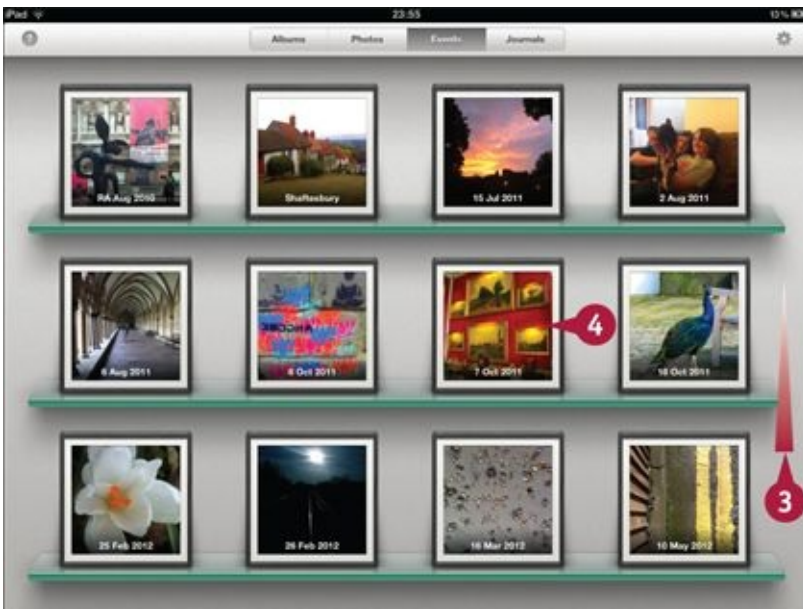 iPad 23:55 13%
Albums Photos Events Journals
RA Aug 2010 Shaftesbury 15 Jul 2011 2 Aug 2011
4
6 Aug 2011 6 Oct 2011 7 Oct 2011 16 Oct 2011
3
25 Feb 2012 26 Feb 2012 16 Mar 2012 10 May 2012